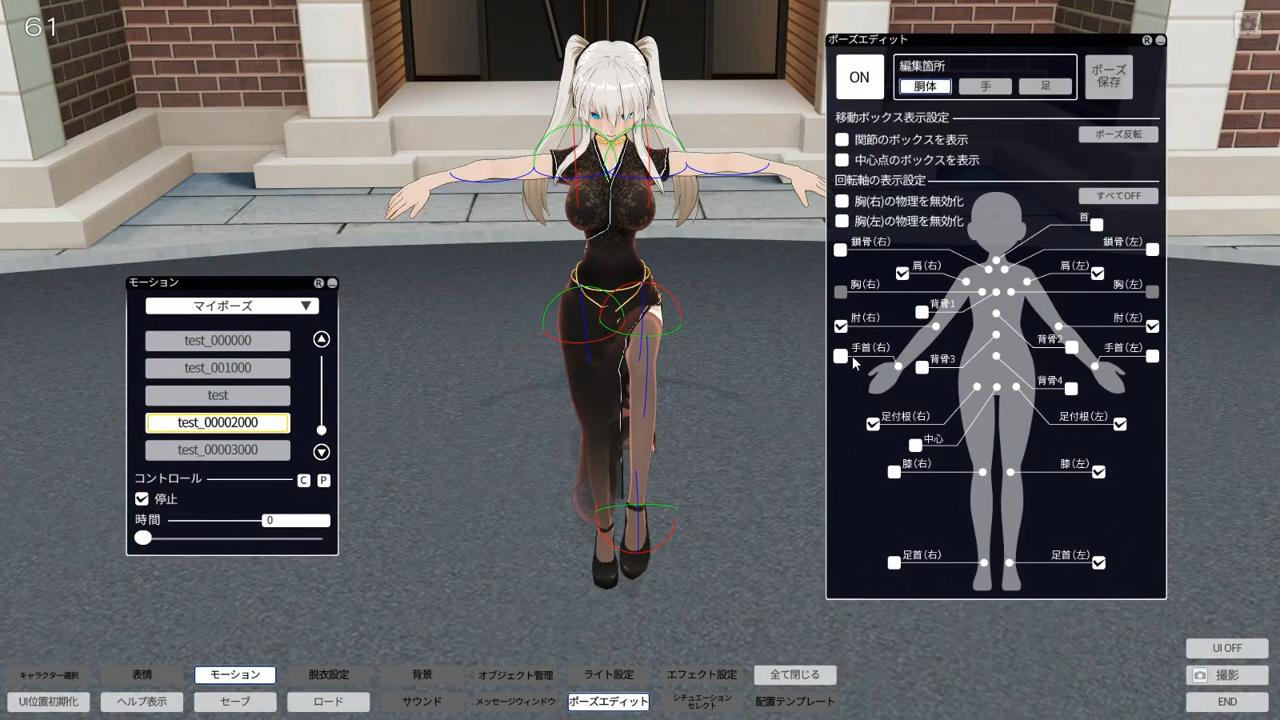 61
ポーズエディット
R
ON
編集箇所
胴体
手
足
ポーズ
保存
移動ボックス表示設定
関節のボックスを表示
ポーズ反転
中心点のボックスを表示
回転軸の表示設定
すべてOFF
胸(右)の物理を無効化
胸(左)の物理を無効化
首
鎖骨(右)
鎖骨(左)
肩(右)
肩(左)
胸(右)
胸(左)
背骨1
肘(右)
肘(左)
背骨2
手首(右)
手首(左)
背骨3
背骨4
足付根(右)
足付根(左)
中心
膝(右)
膝(左)
足首(右)
足首(左)
モーション
R
マイポーズ
test_000000
test_001000
test
test_00002000
test_00003000
コントロール
C
P
停止
時間
0
キャラクター選択
表情
モーション
脱衣設定
背景
オブジェクト管理
ライト設定
エフェクト設定
全て閉じる
UI位置初期化
ヘルプ表示
セーブ
ロード
サウンド
メッセージウィンドウ
ポーズエディット
シチュエーション
セレクト
配置テンプレート
UI OFF
撮影
END